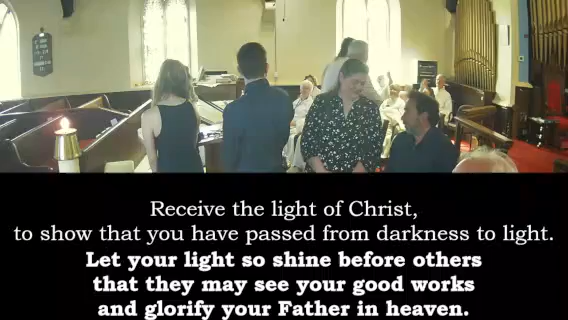 Receive the light of Christ,
to show that you have passed from darkness to light.
Let your light so shine before others
that they may see your good works
and glorify your Father in heaven.